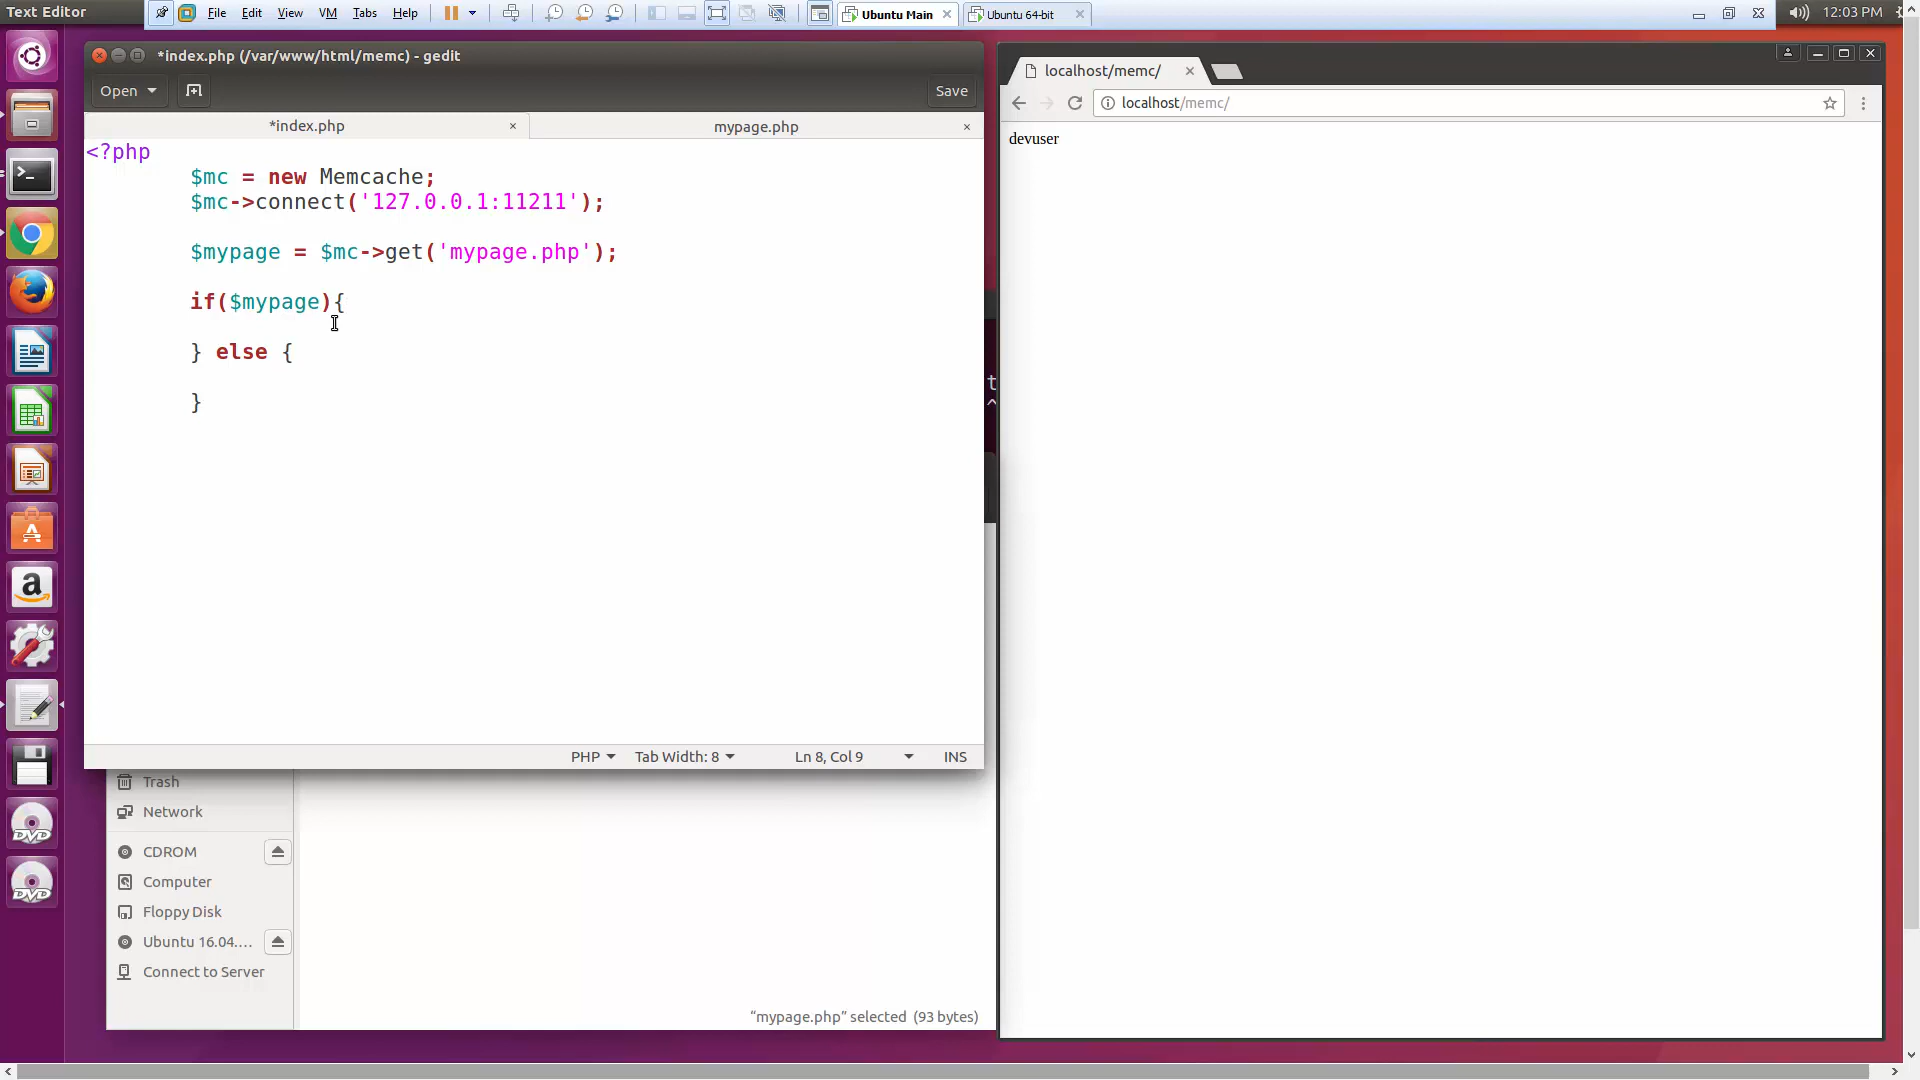 Text Editor
File Edit View VM Tabs Help
Ubuntu Main
Ubuntu 64-bit
12:03 PM
*index.php (/var/www/html/memc) - gedit
Open
Save
*index.php
mypage.php
<?php
$mc = new Memcache;
$mc->connect('127.0.0.1:11211');
$mypage = $mc->get('mypage.php');
if($mypage){
} else {
}
PHP
Tab Width: 8
Ln 8, Col 9
INS
Trash
Network
CDROM
Computer
Floppy Disk
Ubuntu 16.04....
Connect to Server
“mypage.php” selected (93 bytes)
t
^
localhost/memc/
localhost/memc/
devuser
DVD
DVD